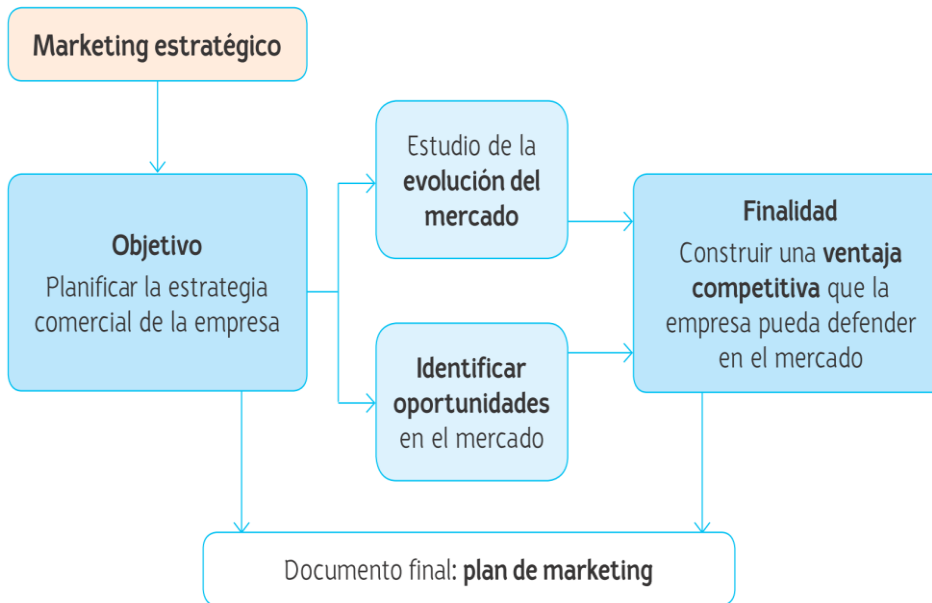 Marketing estratégico
Objetivo
Planificar la estrategia
comercial de la empresa
Estudio de la
evolución del
mercado
Identificar
oportunidades
en el mercado
Finalidad
Construir una ventaja
competitiva que la
empresa pueda defender
en el mercado
Documento final: plan de marketing